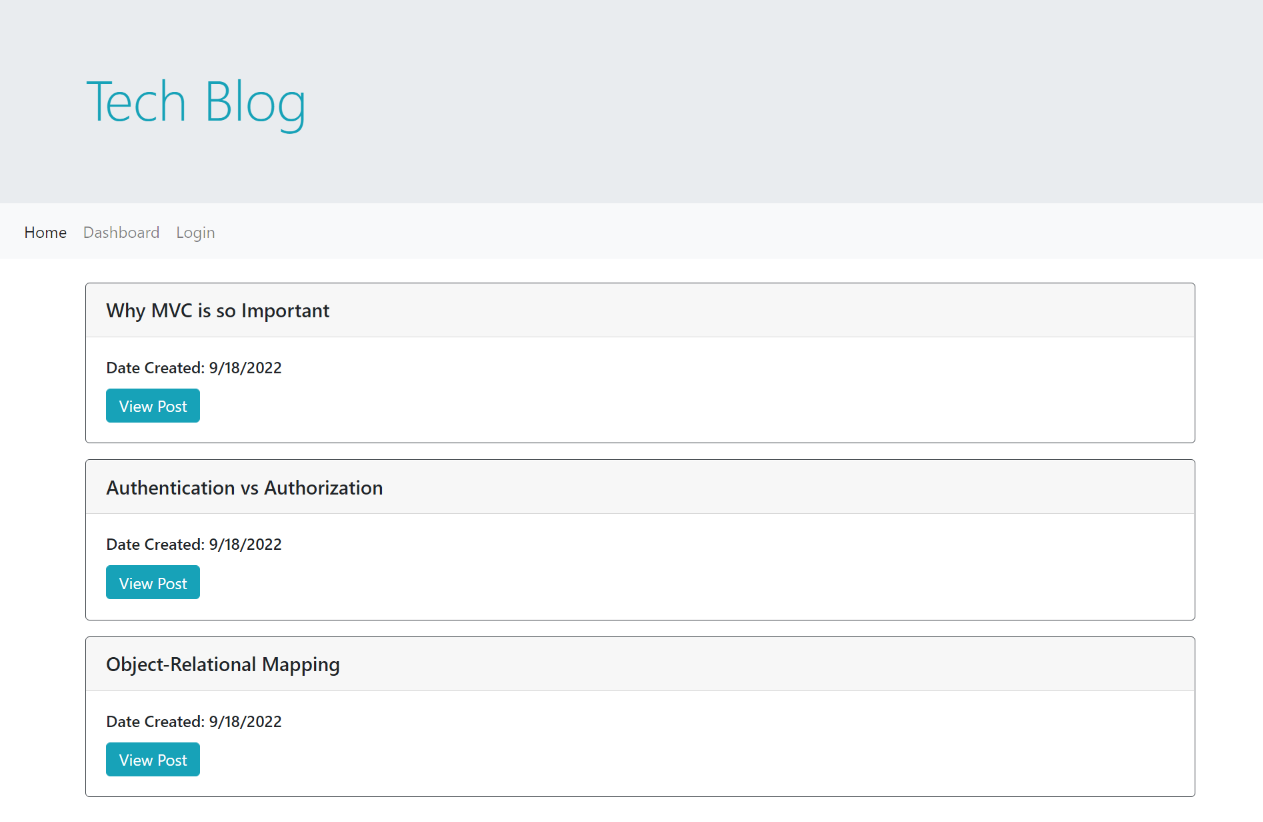 Tech Blog
Home Dashboard Login
Why MVC is so Important
Date Created: 9/18/2022
View Post
Authentication vs Authorization
Date Created: 9/18/2022
View Post
Object-Relational Mapping
Date Created: 9/18/2022
View Post